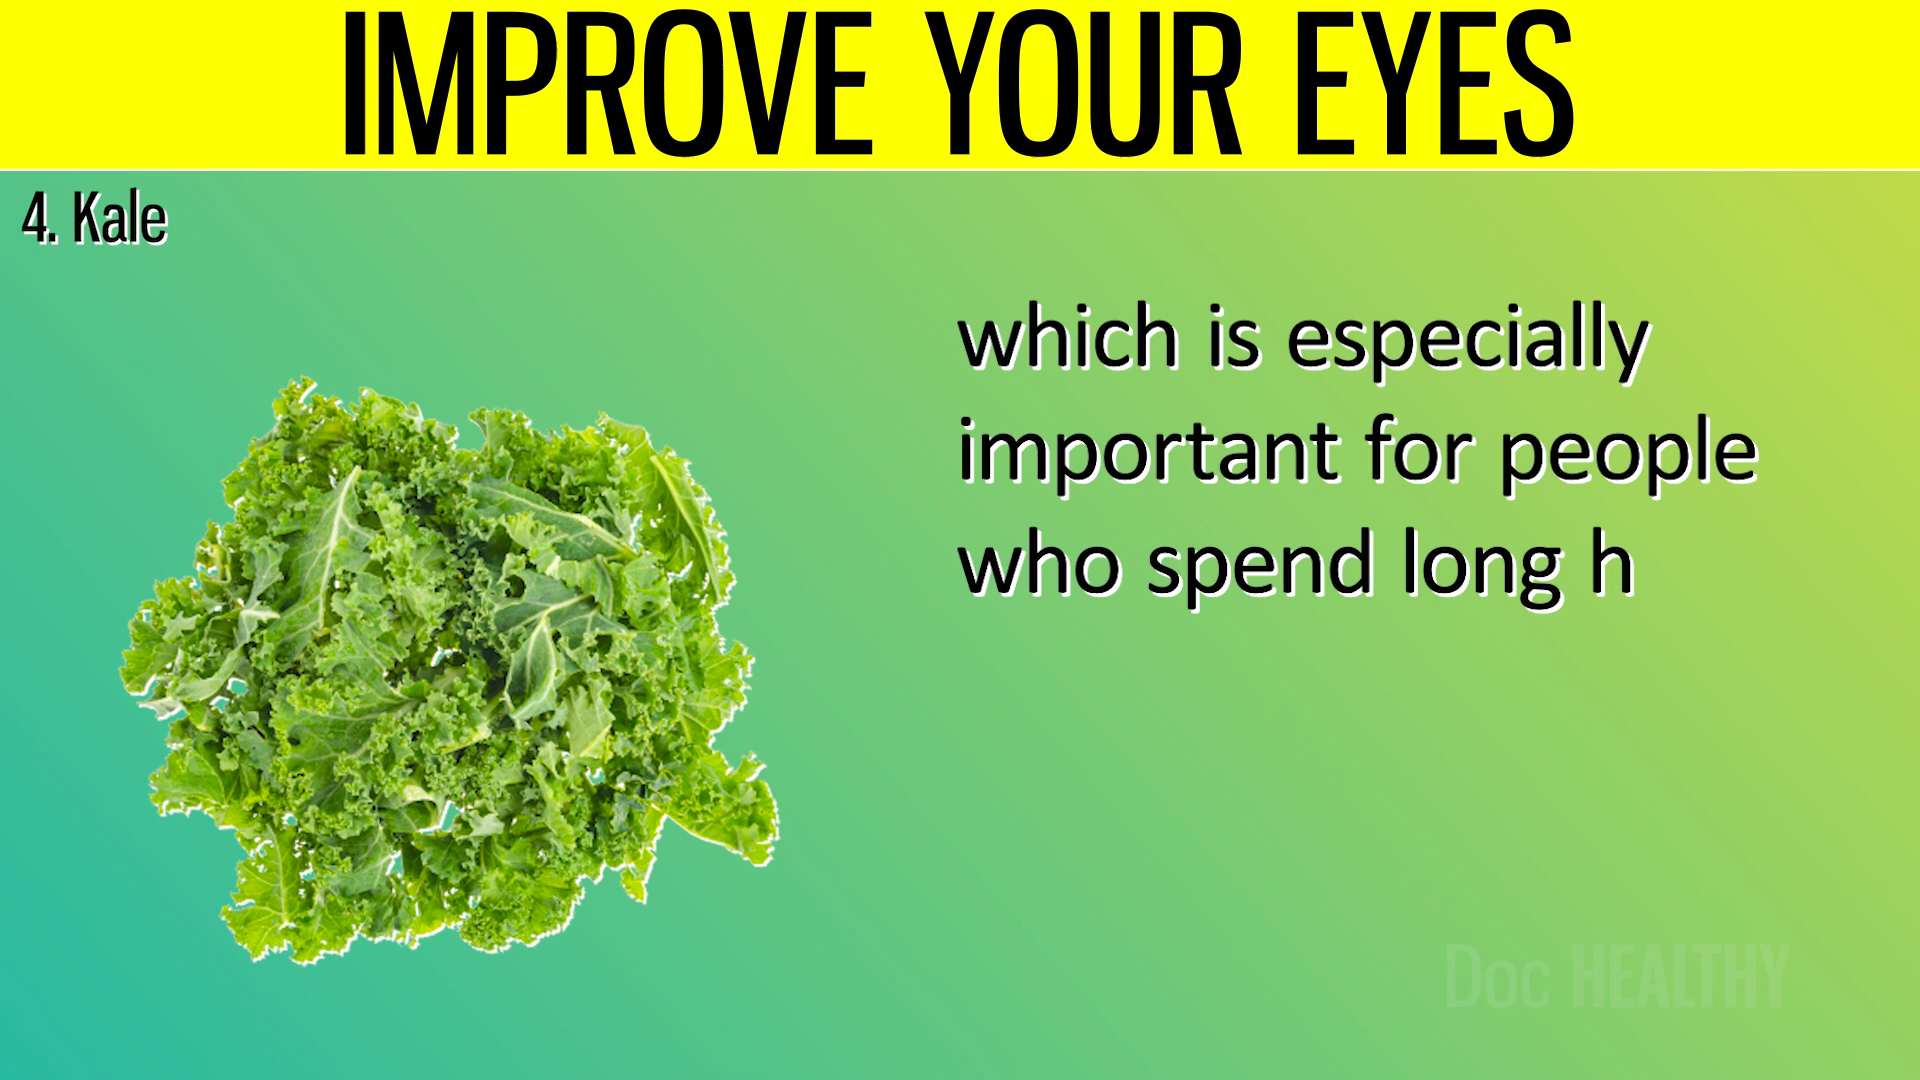 IMPROVE YOUR EYES
4. Kale
which is especially
important for people
who spend long h
Doc HEALTHY